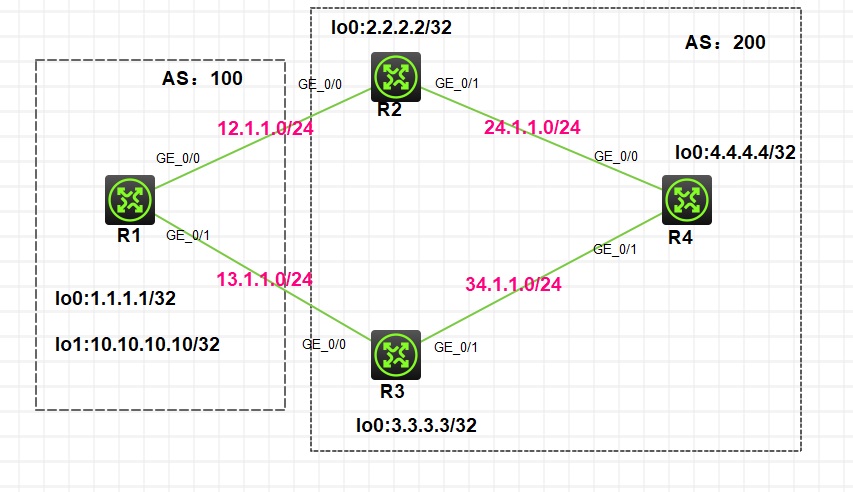 lo0:2.2.2.2/32
AS：200
AS：100
GE_0/0
GE_0/1
R2
12.1.1.0/24
24.1.1.0/24
GE_0/0
GE_0/0
lo0:4.4.4.4/32
R1
GE_0/1
R4
GE_0/1
13.1.1.0/24
34.1.1.0/24
lo0:1.1.1.1/32
lo1:10.10.10.10/32
GE_0/0
GE_0/1
R3
lo0:3.3.3.3/32